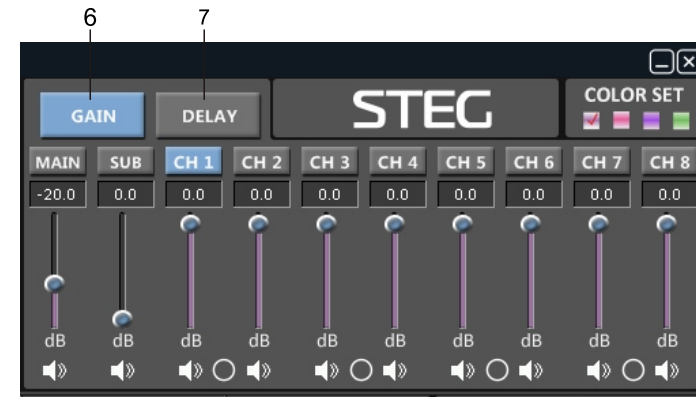 6 7
GAIN DELAY STEG COLOR SET
MAIN SUB CH 1 CH 2 CH 3 CH 4 CH 5 CH 6 CH 7 CH 8
-20.0 0.0 0.0 0.0 0.0 0.0 0.0 0.0 0.0 0.0
dB dB dB dB dB dB dB dB dB dB